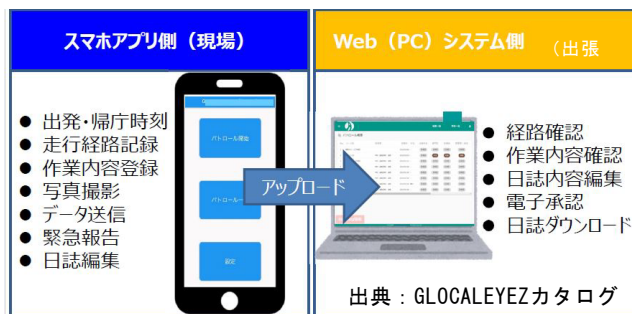 スマホアプリ側（現場）
Web（PC）システム側 （出張
● 出発・帰庁時刻
● 走行経路記録
● 作業内容登録
● 写真撮影
● データ送信
● 緊急報告
● 日誌編集
パトロール開始
設定
アップロード
● 経路確認
● 作業内容確認
● 日誌内容編集
● 電子承認
● 日誌ダウンロード
出典：GLOCALEYEZカタログ